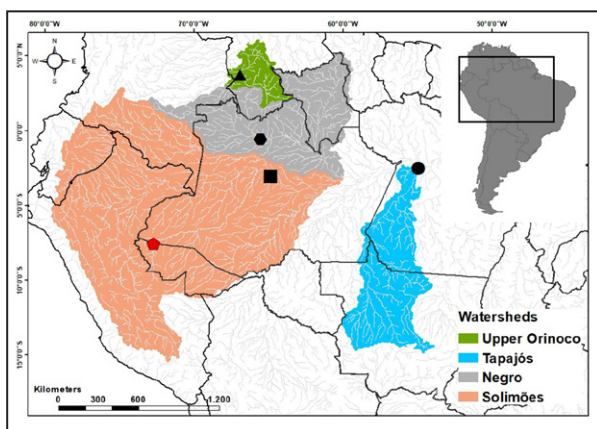 80°0'0"W 70°0'0"W 60°0'0"W 50°0'0"W
N
W E
S
5°0'0"N
0°0'0"
5°0'0"S
10°0'0"S
15°0'0"S
Watersheds
Upper Orinoco
Tapajós
Negro
Solimões
Kilometers
0 300 600 1.200